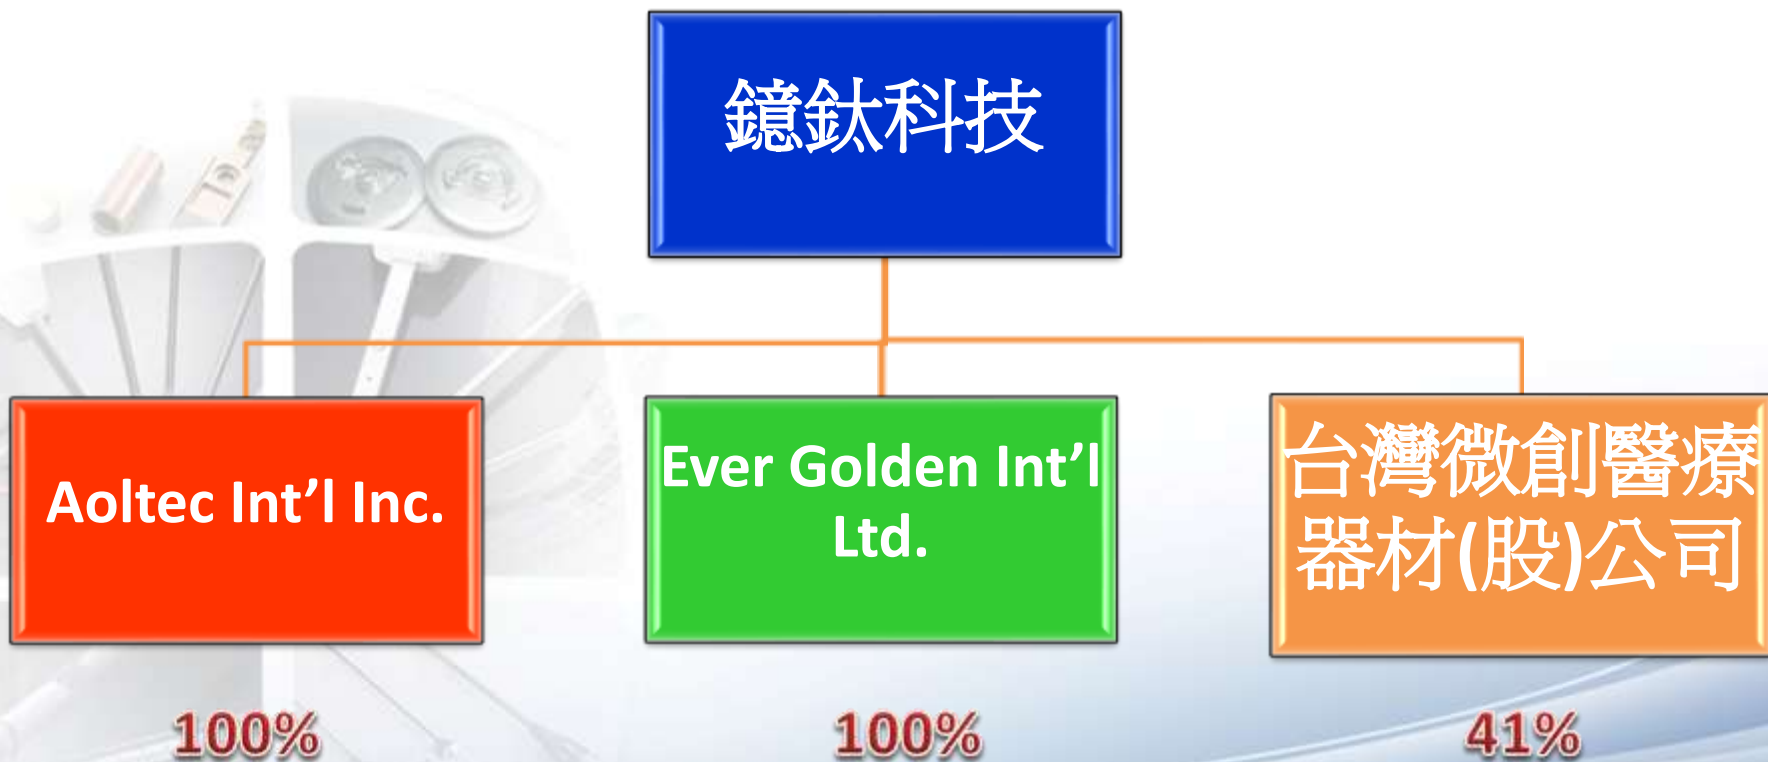 鐿鈦科技
Aoltec Int’l Inc.
Ever Golden Int’l
Ltd.
台灣微創醫療
器材(股)公司
100%
100%
41%